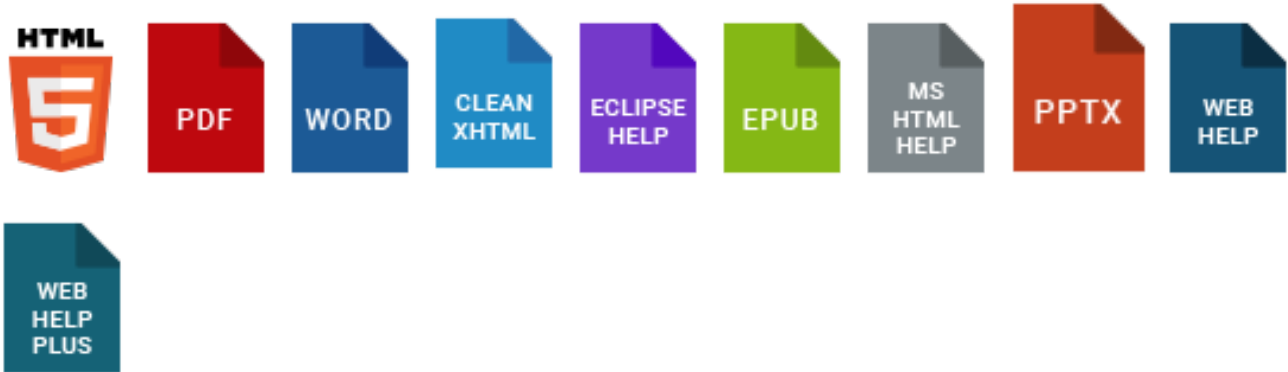 HTML
5
PDF
WORD
CLEAN
XHTML
ECLIPSE
HELP
EPUB
MS
HTML
HELP
PPTX
WEB
HELP
WEB
HELP
PLUS